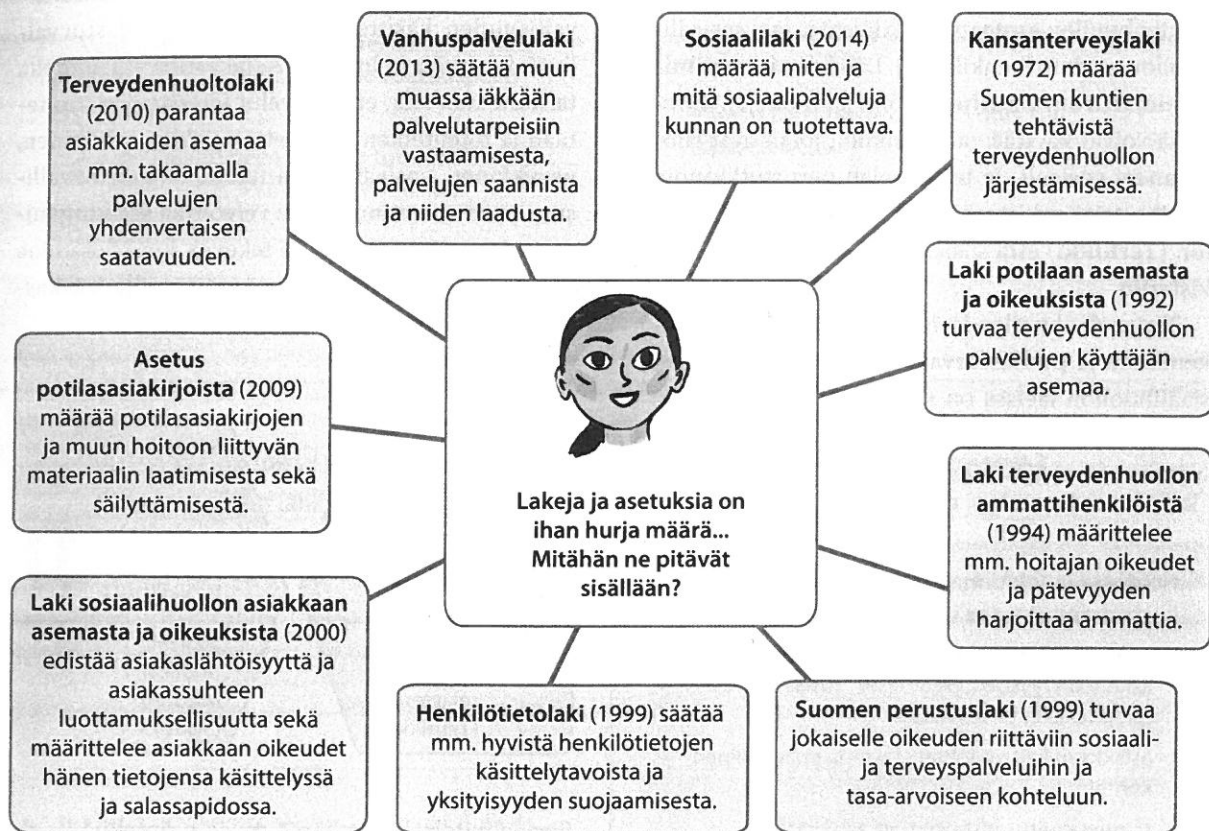 Terveydenhuoltolaki
(2010) parantaa
asiakkaiden asemaa
mm. takaamalla
palvelujen
yhdenvertaisen
saatavuuden.
Vanhuspalvelulaki
(2013) säätää muun
muassa iäkkään
palvelutarpeisiin
vastaamisesta,
palvelujen saannista
ja niiden laadusta.
Sosiaalilaki (2014)
määrää, miten ja
mitä sosiaalipalveluja
kunnan on tuotettava.
Kansanterveyslaki
(1972) määrää
Suomen kuntien
tehtävistä
terveydenhuollon
järjestämisessä.
Laki potilaan asemasta
ja oikeuksista (1992)
turvaa terveydenhuollon
palvelujen käyttäjän
asemaa.
Asetus
potilasasiakirjoista (2009)
määrää potilasasiakirjojen
ja muun hoitoon liittyvän
materiaalin laatimisesta sekä
säilyttämisestä.
Lakeja ja asetuksia on
ihan hurja määrä...
Mitähän ne pitävät
sisällään?
Laki terveydenhuollon
ammattihenkilöistä
(1994) määrittelee
mm. hoitajan oikeudet
ja pätevyyden
harjoittaa ammattia.
Laki sosiaalihuollon asiakkaan
asemasta ja oikeuksista (2000)
edistää asiakaslähtöisyyttä ja
asiakassuhteen
luottamuksellisuutta sekä
määrittelee asiakkaan oikeudet
hänen tietojensa käsittelyssä
ja salassapidossa.
Henkilötietolaki (1999) säätää
mm. hyvistä henkilötietojen
käsittelytavoista ja
yksityisyyden suojaamisesta.
Suomen perustuslaki (1999) turvaa
jokaiselle oikeuden riittäviin sosiaali-
ja terveyspalveluihin ja
tasa-arvoiseen kohteluun.